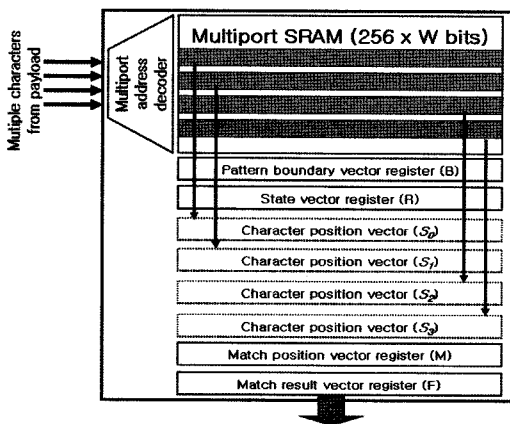 Multiport SRAM (256 x W bits)
Mutiple characters
from payload
Multiport
address
decoder
Pattern boundary vector register (B)
State vector register (R)
Character position vector (S0)
Character position vector (S1)
Character position vector (S2)
Character position vector (S3)
Match position vector register (M)
Match result vector register (F)